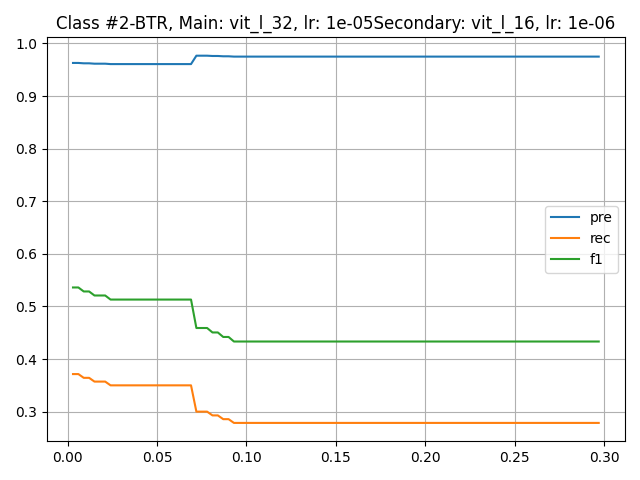 Class #2-BTR, Main: vit_l_32, lr: 1e-05Secondary: vit_l_16, lr: 1e-06
1.0
0.9
0.8
0.7
0.6
0.5
0.4
0.3
pre
rec
f1
0.00 0.05 0.10 0.15 0.20 0.25 0.30